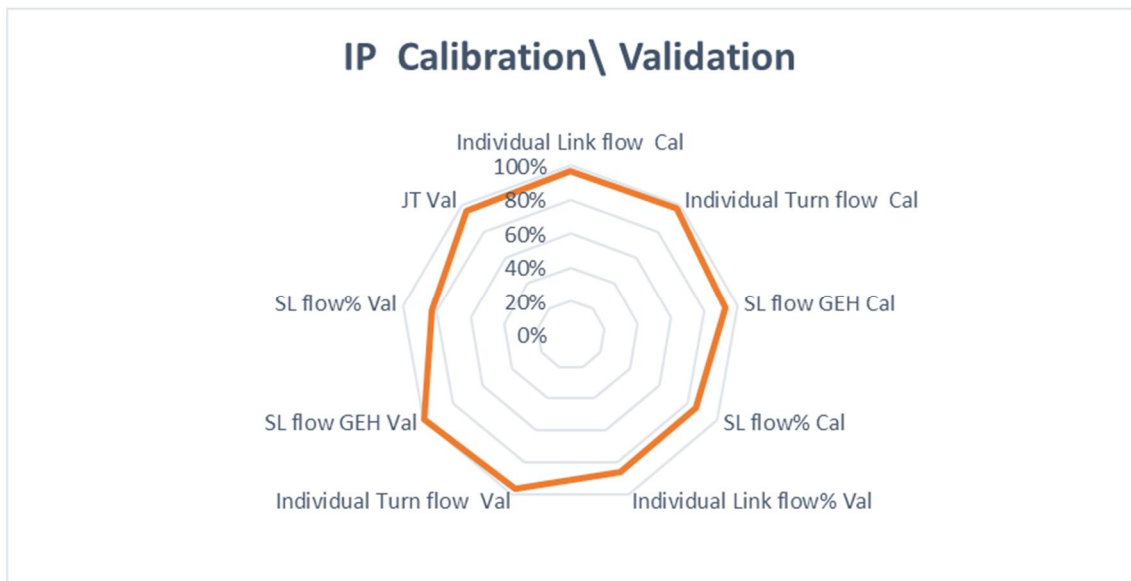 IP  Calibration\ Validation
Individual Link flow  Cal
100%
JT Val
80%
Individual Turn flow  Cal
60%
40%
SL flow% Val
20%
SL flow GEH Cal
0%
SL flow GEH Val
SL flow% Cal
Individual Turn flow  Val
Individual Link flow% Val